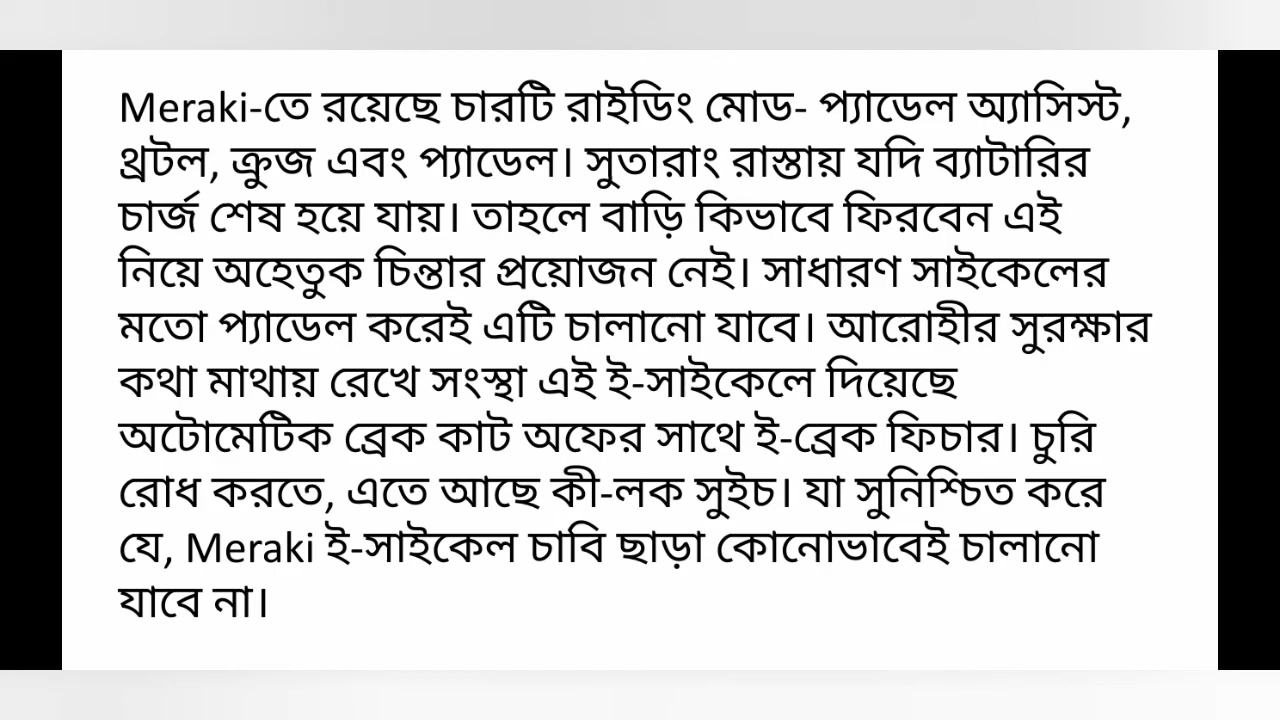 Meraki-তে রয়েছে চারটি রাইডিং মোড- প্যাডেল অ্যাসিস্ট,
থ্রটল, ক্রুজ এবং প্যাডেল। সুতারাং রাস্তায় যদি ব্যাটারির
চার্জ শেষ হয়ে যায়। তাহলে বাড়ি কিভাবে ফিরবেন এই
নিয়ে অহেতুক চিন্তার প্রয়োজন নেই। সাধারণ সাইকেলের
মতো প্যাডেল করেই এটি চালানো যাবে। আরোহীর সুরক্ষার
কথা মাথায় রেখে সংস্থা এই ই-সাইকেলে দিয়েছে
অটোমেটিক ব্রেক কাট অফের সাথে ই-ব্রেক ফিচার। চুরি
রোধ করতে, এতে আছে কী-লক সুইচ। যা সুনিশ্চিত করে
যে, Meraki ই-সাইকেল চাবি ছাড়া কোনোভাবেই চালানো
যাবে না।